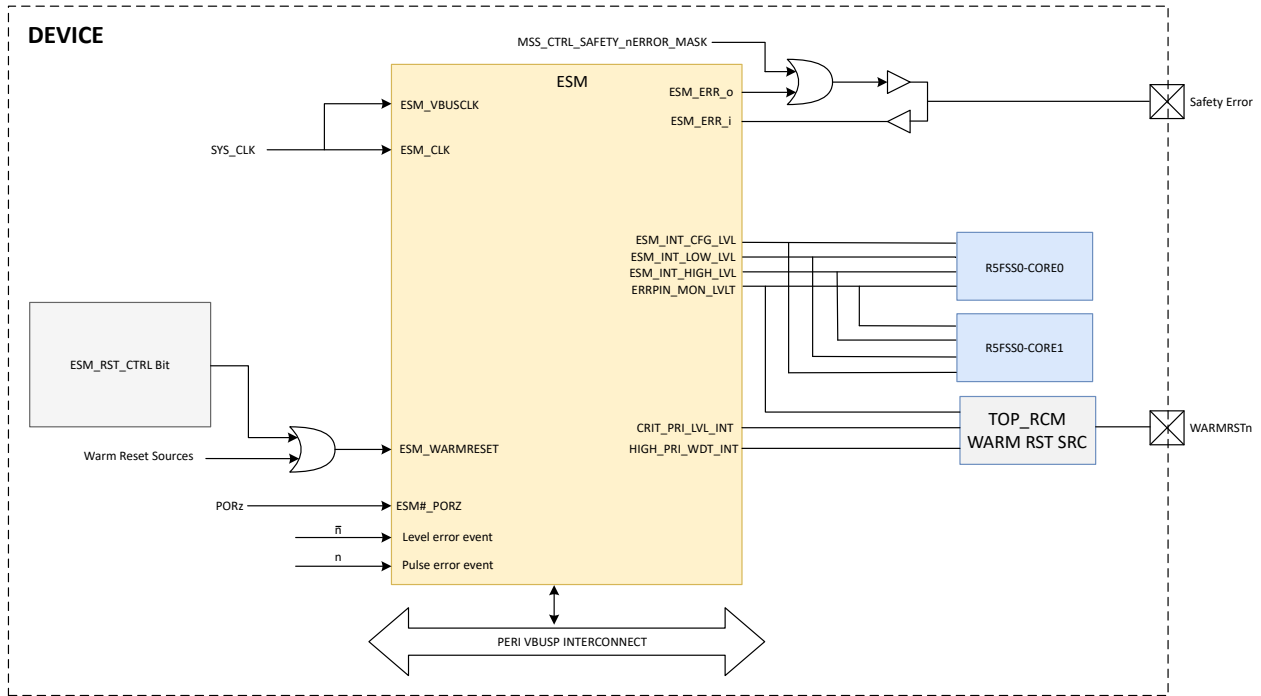 DEVICE
MSS_CTRL_SAFETY_nERROR_MASK
ESM
ESM_ERR_o
ESM_VBUSCLK
Safety Error
ESM_ERR_i
SYS_CLK
ESM_CLK
ESM_INT_CFG_LVL
ESM_INT_LOW_LVL
ESM_INT_HIGH_LVL
ERRPIN_MON_LVLT
R5FSS0-CORE0
R5FSS0-CORE1
ESM_RST_CTRL Bit
TOP_RCM
WARM RST SRC
CRIT_PRI_LVL_INT
WARMRSTn
HIGH_PRI_WDT_INT
ESM_WARMRESET
Warm Reset Sources
PORz
ESM#_PORZ
n̅
Level error event
n
Pulse error event
PERI VBUSP INTERCONNECT